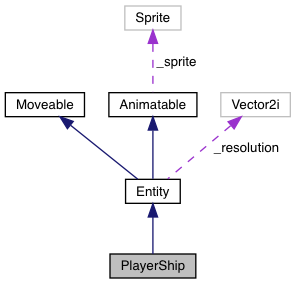 Sprite
_sprite
Moveable
Animatable
Vector2i
_resolution
Entity
PlayerShip